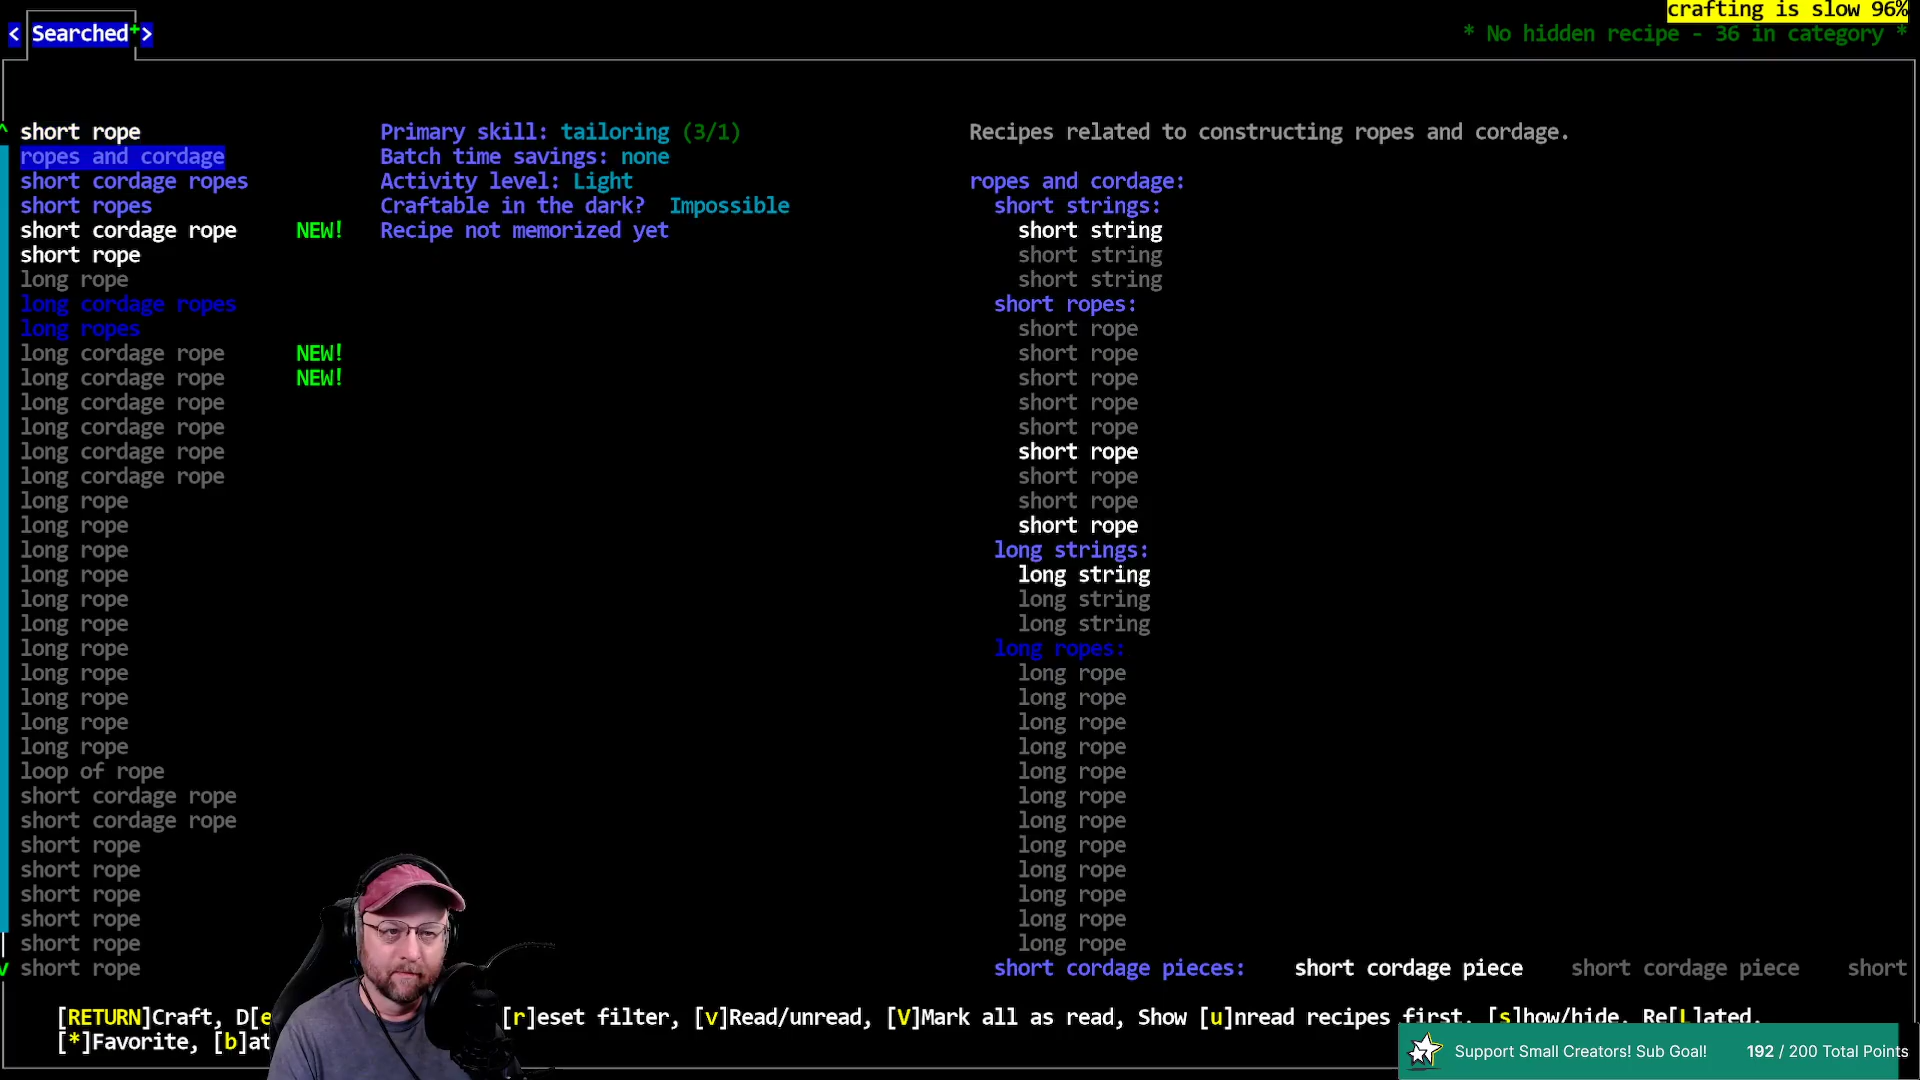 crafting is slow 96%
< Searched+ >
* No hidden recipe - 36 in category *
short rope
ropes and cordage
short cordage ropes
short ropes
short cordage rope NEW!
short rope
long rope
long cordage ropes
long ropes
long cordage rope NEW!
long cordage rope NEW!
long cordage rope
long cordage rope
long cordage rope
long cordage rope
long rope
long rope
long rope
long rope
long rope
long rope
long rope
long rope
long rope
long rope
long rope
loop of rope
short cordage rope
short cordage rope
short rope
short rope
short rope
short rope
short rope
short rope
Primary skill: tailoring (3/1)
Batch time savings: none
Activity level: Light
Craftable in the dark? Impossible
Recipe not memorized yet
Recipes related to constructing ropes and cordage.
ropes and cordage:
short strings:
short string
short string
short string
short ropes:
short rope
short rope
short rope
short rope
short rope
short rope
short rope
short rope
short rope
long strings:
long string
long string
long string
long ropes:
long rope
long rope
long rope
long rope
long rope
long rope
long rope
long rope
long rope
long rope
long rope
long rope
short cordage pieces: short cordage piece short cordage piece short
[RETURN]Craft, D[e [r]eset filter, [v]Read/unread, [V]Mark all as read, Show [u]nread recipes first, [s]how/hide, Re[L]ated,
[*]Favorite, [b]at
Support Small Creators! Sub Goal! 192 / 200 Total Points